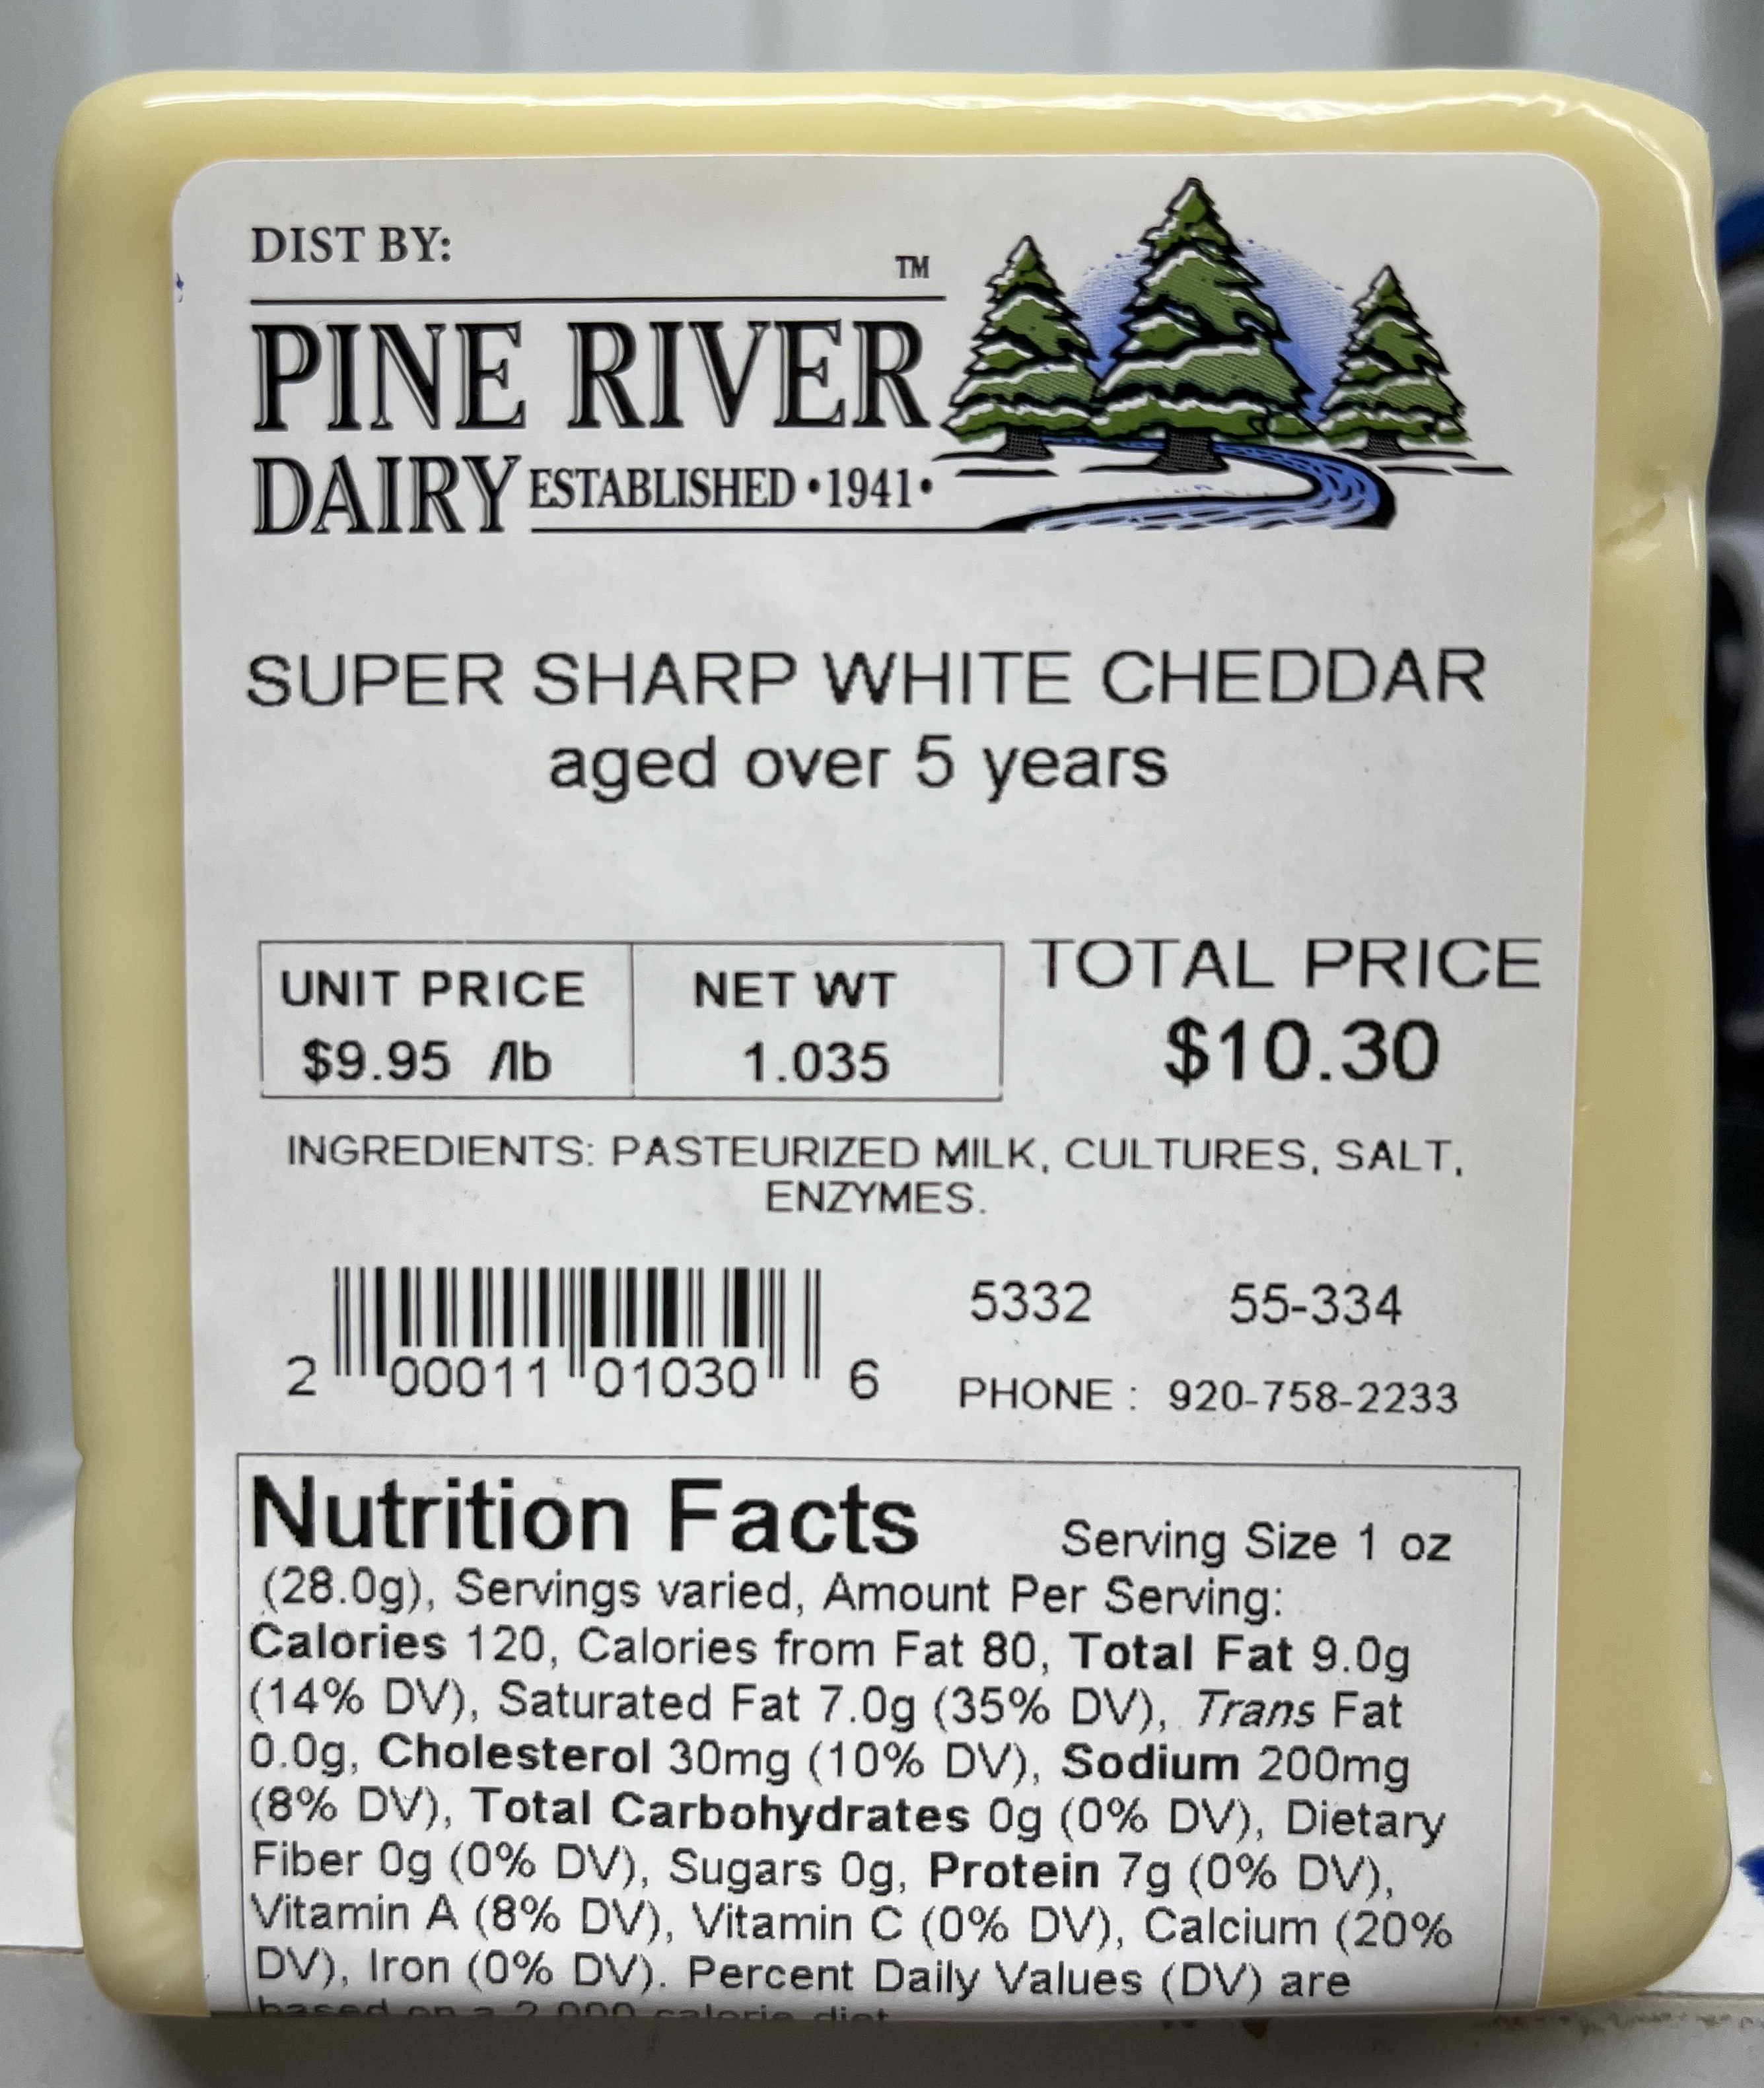 DIST BY:
TM
PINE RIVER
DAIRY ESTABLISHED •1941•
SUPER SHARP WHITE CHEDDAR
aged over 5 years
UNIT PRICE NET WT TOTAL PRICE
$9.95 /lb 1.035 $10.30
INGREDIENTS: PASTEURIZED MILK, CULTURES, SALT,
ENZYMES.
5332 55-334
2 00011 01030 6
PHONE : 920-758-2233
Nutrition Facts Serving Size 1 oz
(28.0g), Servings varied, Amount Per Serving:
Calories 120, Calories from Fat 80, Total Fat 9.0g
(14% DV), Saturated Fat 7.0g (35% DV), Trans Fat
0.0g, Cholesterol 30mg (10% DV), Sodium 200mg
(8% DV), Total Carbohydrates 0g (0% DV), Dietary
Fiber 0g (0% DV), Sugars 0g, Protein 7g (0% DV),
Vitamin A (8% DV), Vitamin C (0% DV), Calcium (20%
DV), Iron (0% DV). Percent Daily Values (DV) are
based on a 2,000 calorie diet